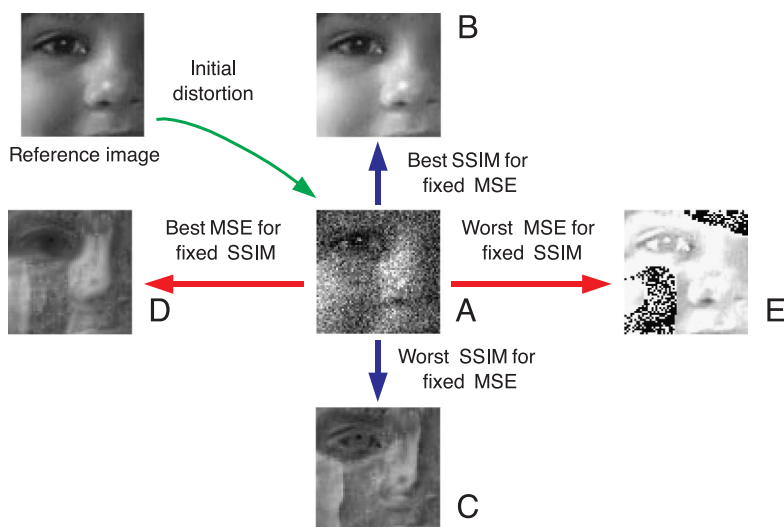 B
Initial
distortion
Reference image
Best SSIM for
fixed MSE
Best MSE for
fixed SSIM
Worst MSE for
fixed SSIM
D
A
E
Worst SSIM for
fixed MSE
C